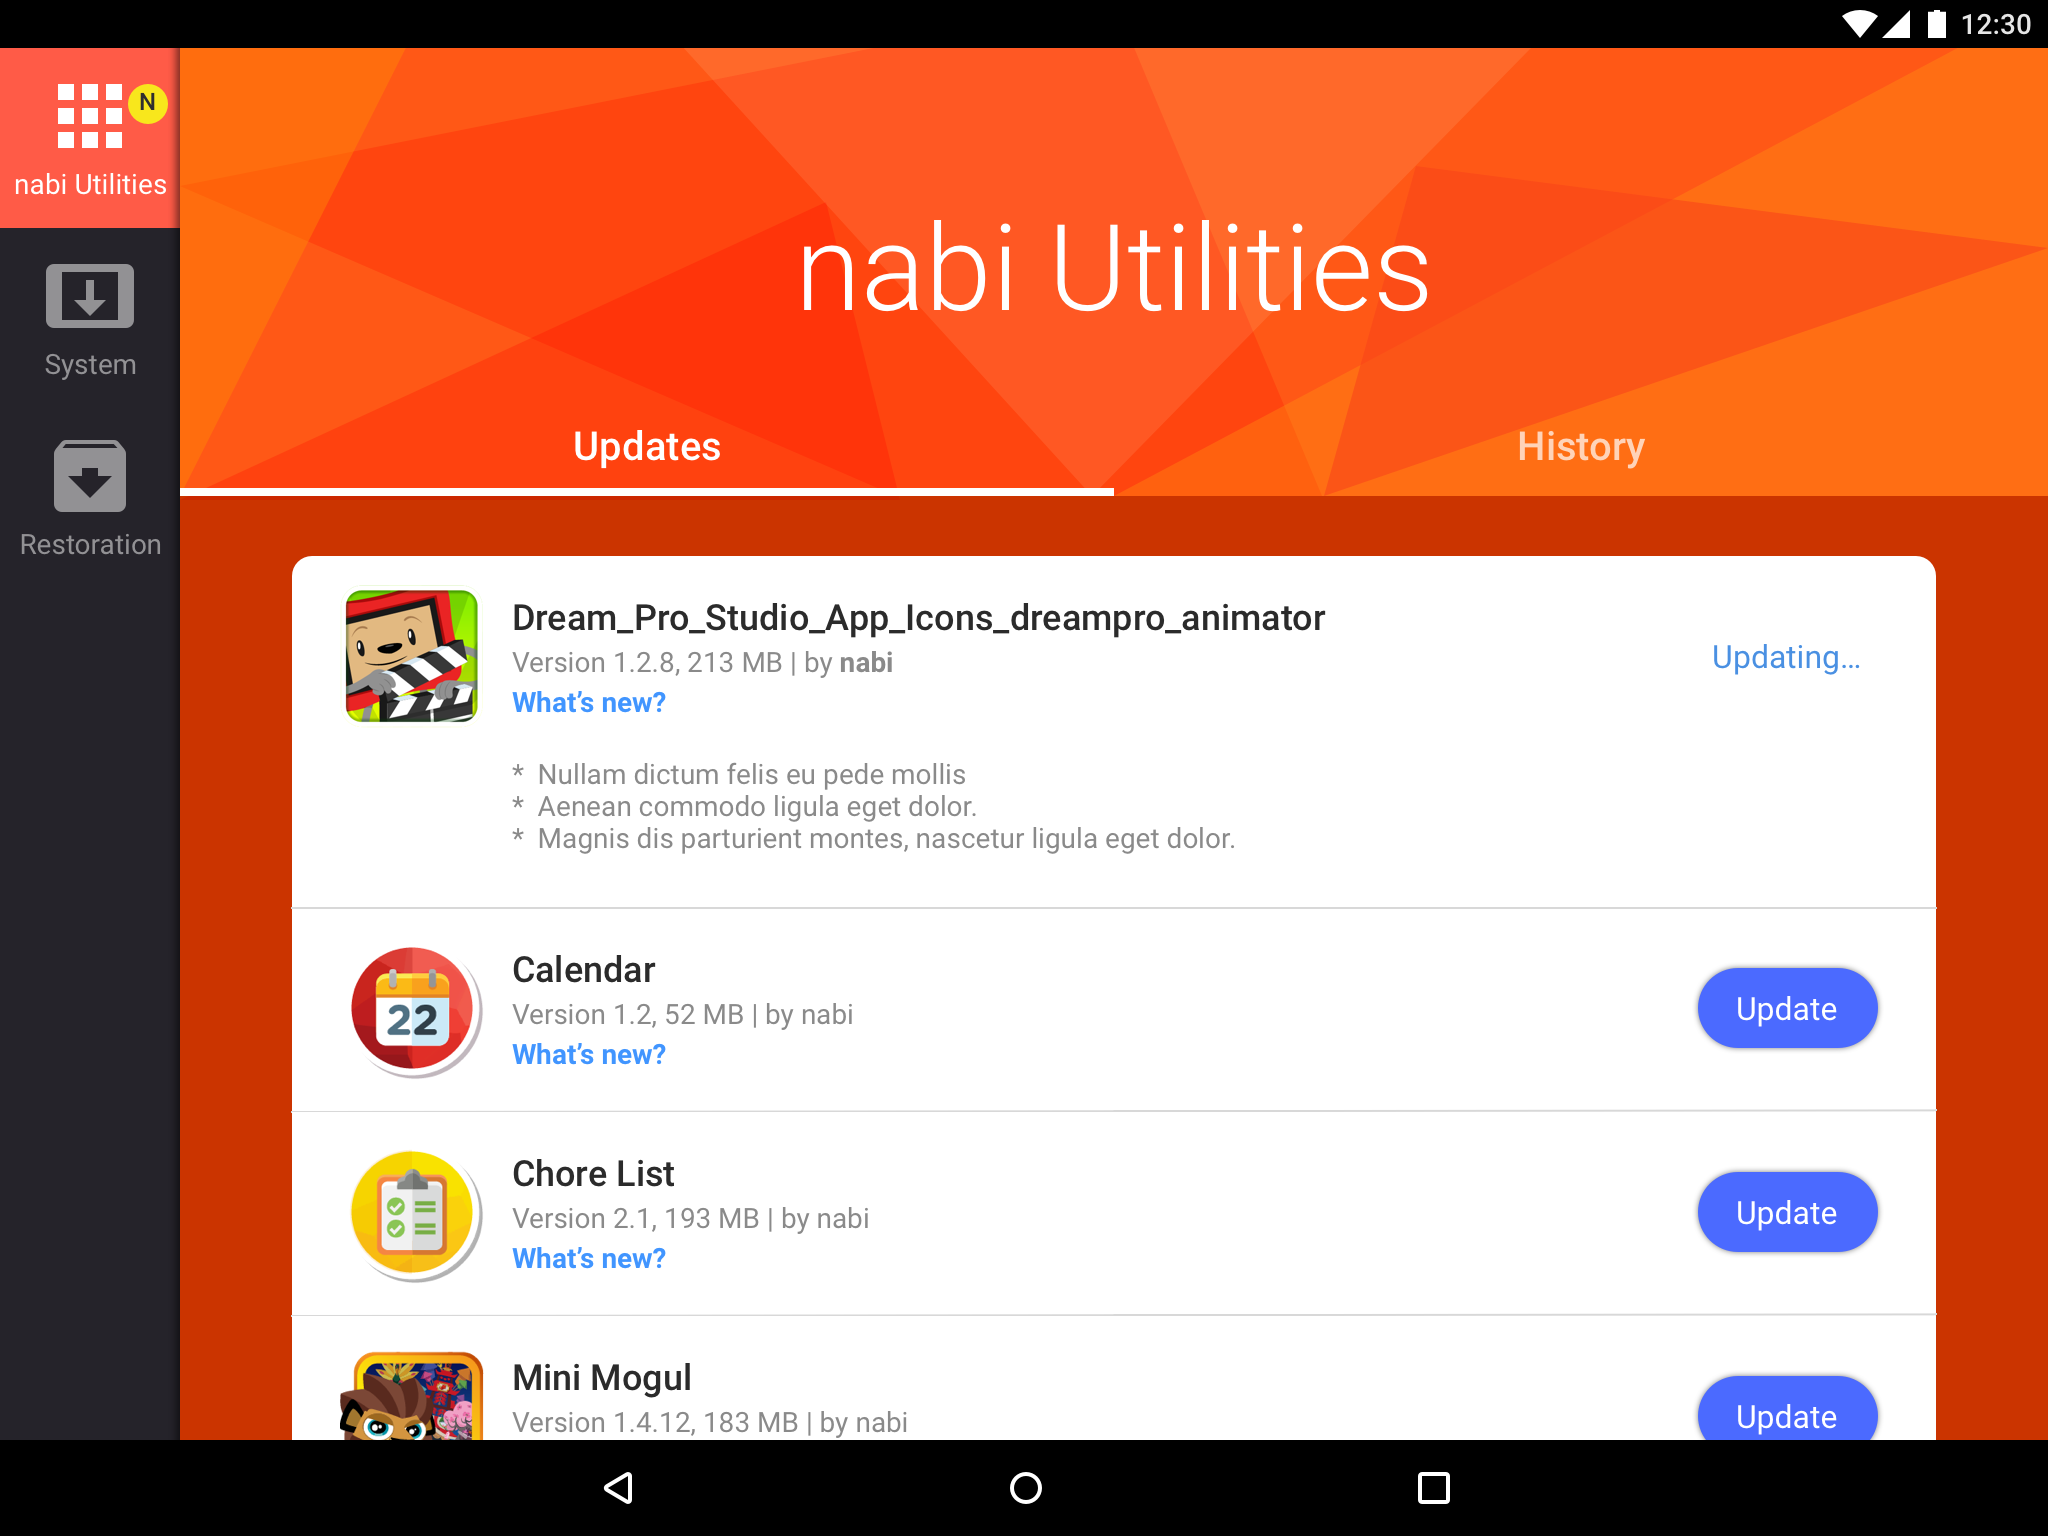 12:30
N
nabi Utilities
System
Restoration
nabi Utilities
Updates
History
Dream_Pro_Studio_App_Icons_dreampro_animator
Version 1.2.8, 213 MB | by nabi
What’s new?
Updating...
* Nullam dictum felis eu pede mollis
* Aenean commodo ligula eget dolor.
* Magnis dis parturient montes, nascetur ligula eget dolor.
Calendar
22
Version 1.2, 52 MB | by nabi
What’s new?
Update
Chore List
Version 2.1, 193 MB | by nabi
What’s new?
Update
Mini Mogul
Version 1.4.12, 183 MB | by nabi
Update